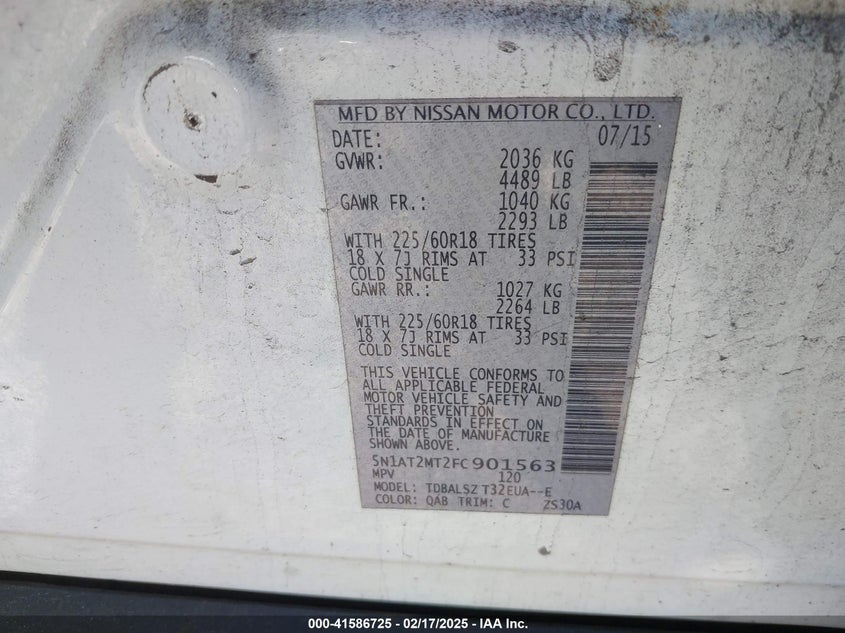 MFD BY NISSAN MOTOR CO., LTD.
DATE: 07/15
GVWR: 2036 KG
4489 LB
GAWR FR.: 1040 KG
2293 LB
WITH 225/60R18 TIRES
18 X 7J RIMS AT 33 PSI
COLD SINGLE
GAWR RR.: 1027 KG
2264 LB
WITH 225/60R18 TIRES
18 X 7J RIMS AT 33 PSI
COLD SINGLE
THIS VEHICLE CONFORMS TO
ALL APPLICABLE FEDERAL
MOTOR VEHICLE SAFETY AND
THEFT PREVENTION
STANDARDS IN EFFECT ON
THE DATE OF MANUFACTURE
SHOWN ABOVE.
5N1AT2MT2FC901563
MPV 120
MODEL: TDBALSZ T32EUA--E
COLOR: QAB TRIM: C 2S30A
000-41586725 - 02/17/2025 - IAA Inc.